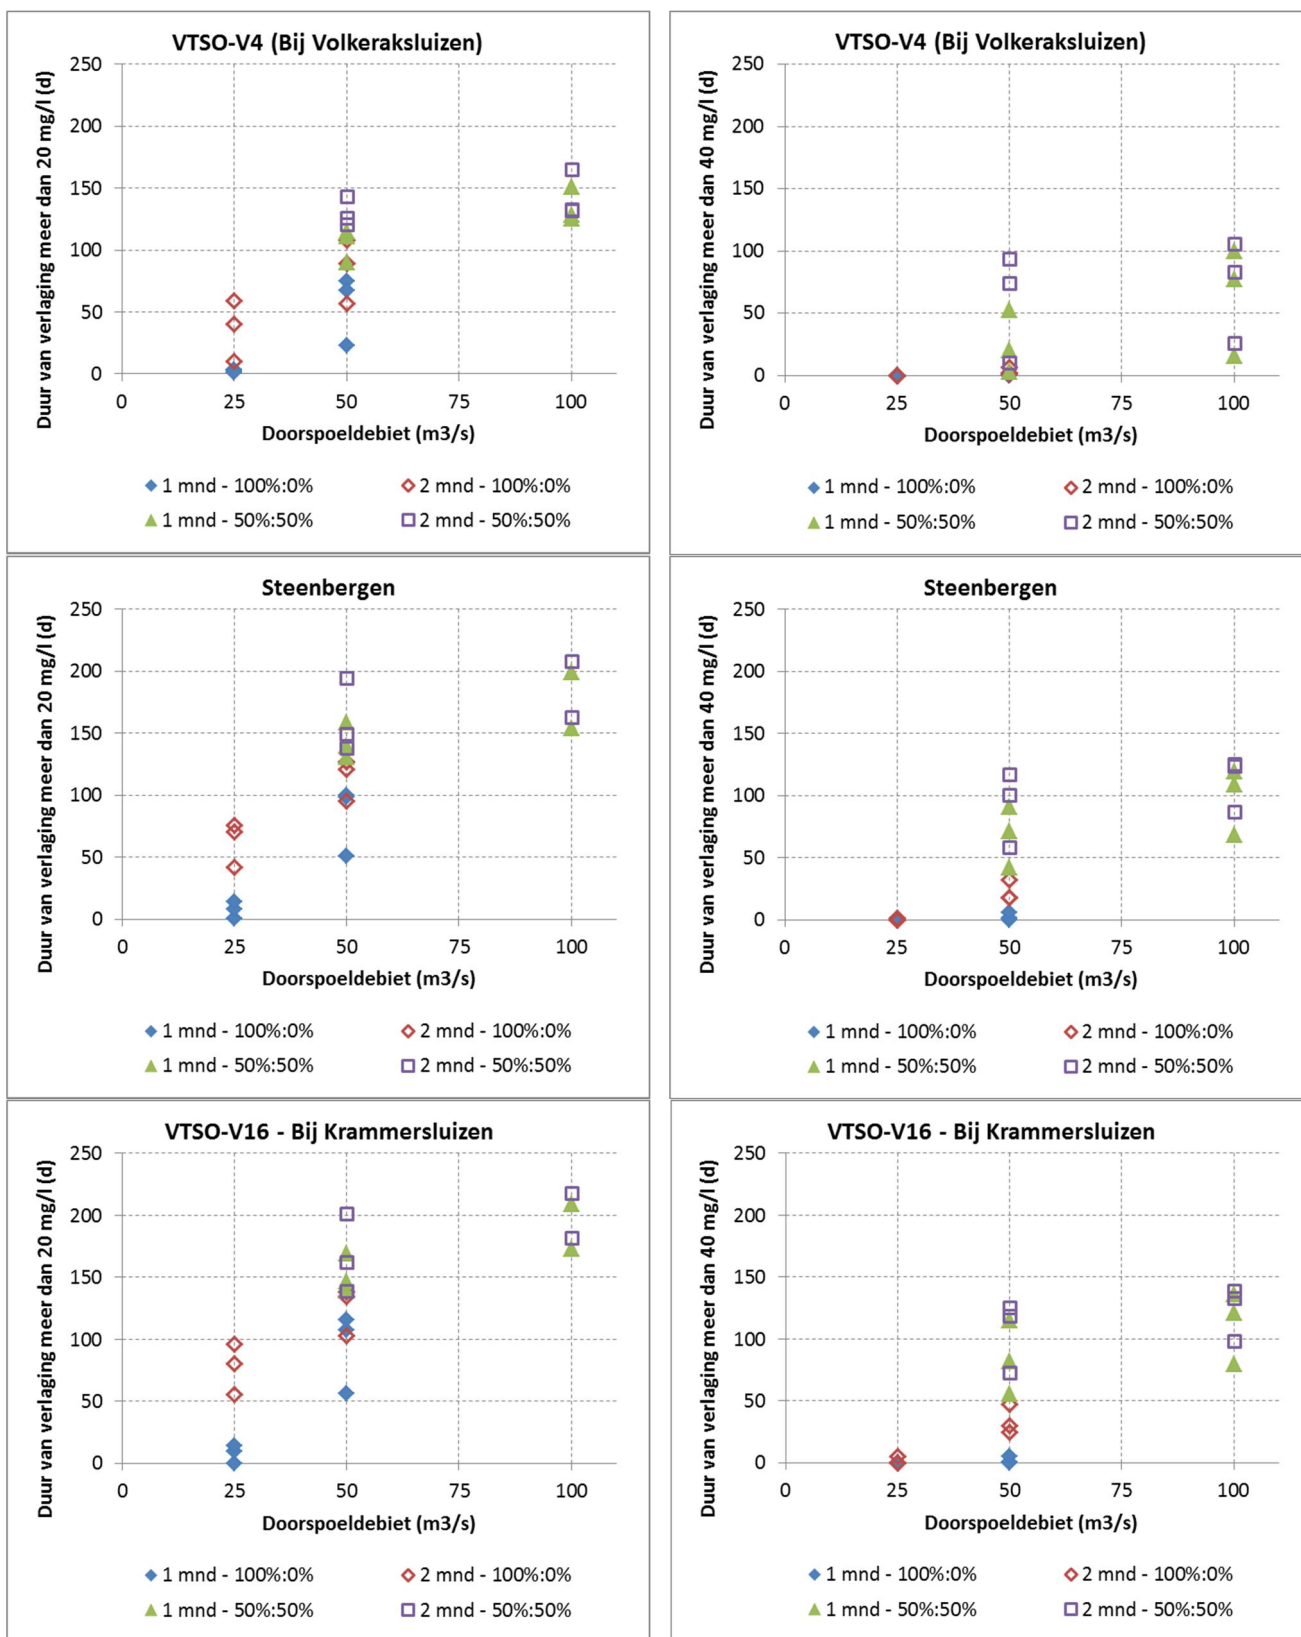 VTSO-V4 (Bij Volkeraksluizen)
Duur van verlaging meer dan 20 mg/l (d)
250
200
150
100
50
0
0 25 50 75 100
Doorspoeldebiet (m3/s)
1 mnd - 100%:0% 2 mnd - 100%:0%
1 mnd - 50%:50% 2 mnd - 50%:50%
VTSO-V4 (Bij Volkeraksluizen)
Duur van verlaging meer dan 40 mg/l (d)
250
200
150
100
50
0
0 25 50 75 100
Doorspoeldebiet (m3/s)
1 mnd - 100%:0% 2 mnd - 100%:0%
1 mnd - 50%:50% 2 mnd - 50%:50%
Steenbergen
Duur van verlaging meer dan 20 mg/l (d)
250
200
150
100
50
0
0 25 50 75 100
Doorspoeldebiet (m3/s)
1 mnd - 100%:0% 2 mnd - 100%:0%
1 mnd - 50%:50% 2 mnd - 50%:50%
Steenbergen
Duur van verlaging meer dan 40 mg/l (d)
250
200
150
100
50
0
0 25 50 75 100
Doorspoeldebiet (m3/s)
1 mnd - 100%:0% 2 mnd - 100%:0%
1 mnd - 50%:50% 2 mnd - 50%:50%
VTSO-V16 - Bij Krammersluizen
Duur van verlaging meer dan 20 mg/l (d)
250
200
150
100
50
0
0 25 50 75 100
Doorspoeldebiet (m3/s)
1 mnd - 100%:0% 2 mnd - 100%:0%
1 mnd - 50%:50% 2 mnd - 50%:50%
VTSO-V16 - Bij Krammersluizen
Duur van verlaging meer dan 40 mg/l (d)
250
200
150
100
50
0
0 25 50 75 100
Doorspoeldebiet (m3/s)
1 mnd - 100%:0% 2 mnd - 100%:0%
1 mnd - 50%:50% 2 mnd - 50%:50%